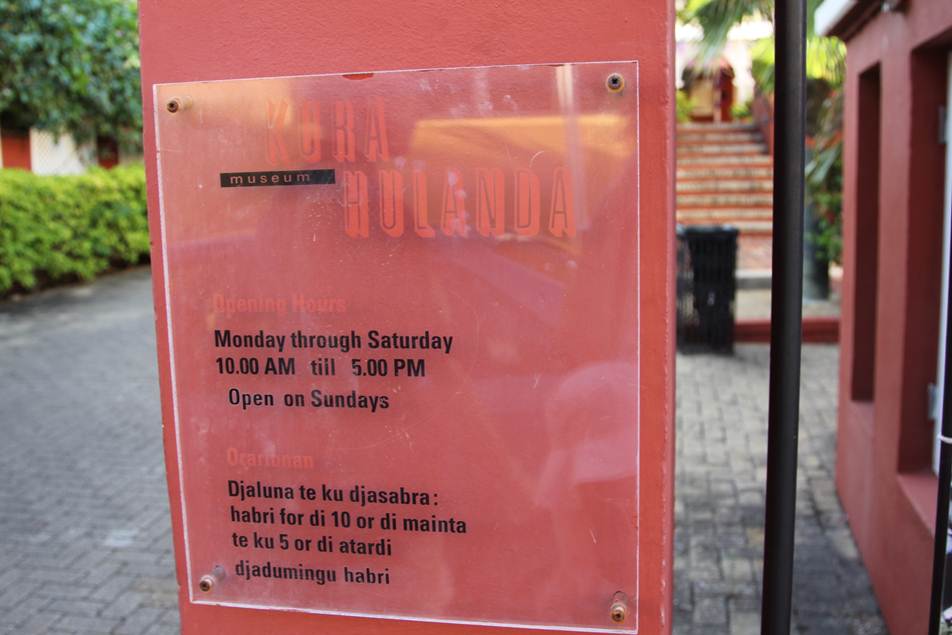 KURA
museum
HULANDA
Opening Hours
Monday through Saturday
10.00 AM till 5.00 PM
Open on Sundays
Orarionan
Djaluna te ku djasabra:
habri for di 10 or di mainta
te ku 5 or di atardi
djadumingu habri